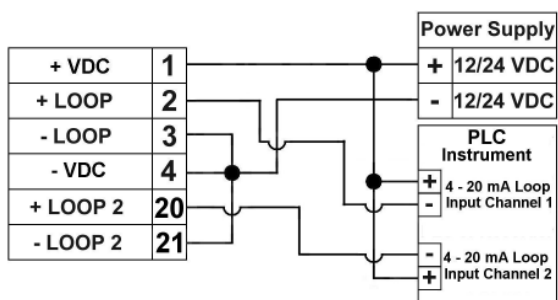 Power Supply
+ VDC 1
+ 12/24 VDC
+ LOOP 2
- 12/24 VDC
- LOOP 3
PLC
Instrument
- VDC 4
+ 4 - 20 mA Loop
- Input Channel 1
+ LOOP 2 20
- LOOP 2 21
- 4 - 20 mA Loop
+ Input Channel 2